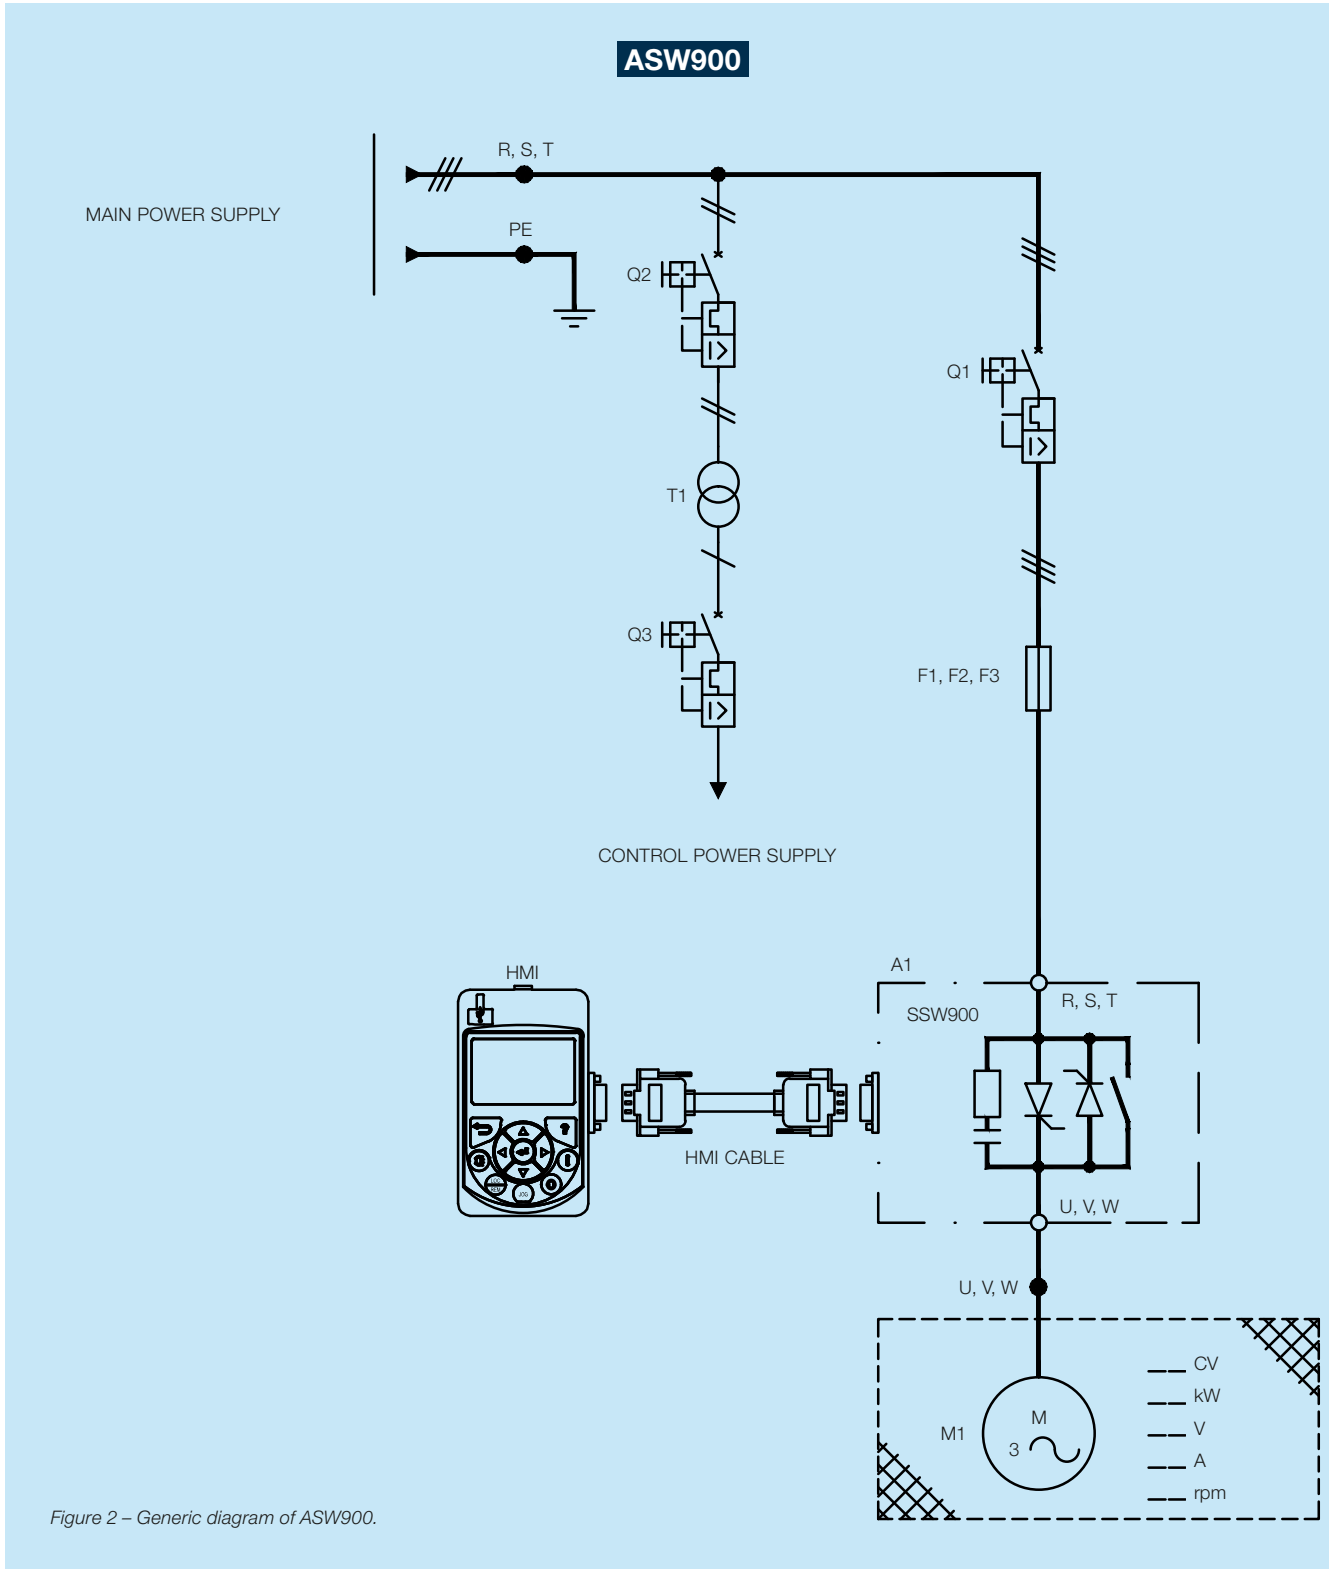 ASW900
R, S, T
MAIN POWER SUPPLY
PE
Q2
Q1
T1
Q3
F1, F2, F3
CONTROL POWER SUPPLY
A1
HMI
R, S, T
SSW900
HMI CABLE
JOG
U, V, W
U, V, W
CV
kW
M
V
M1
3
A
rpm
Figure 2 – Generic diagram of ASW900.